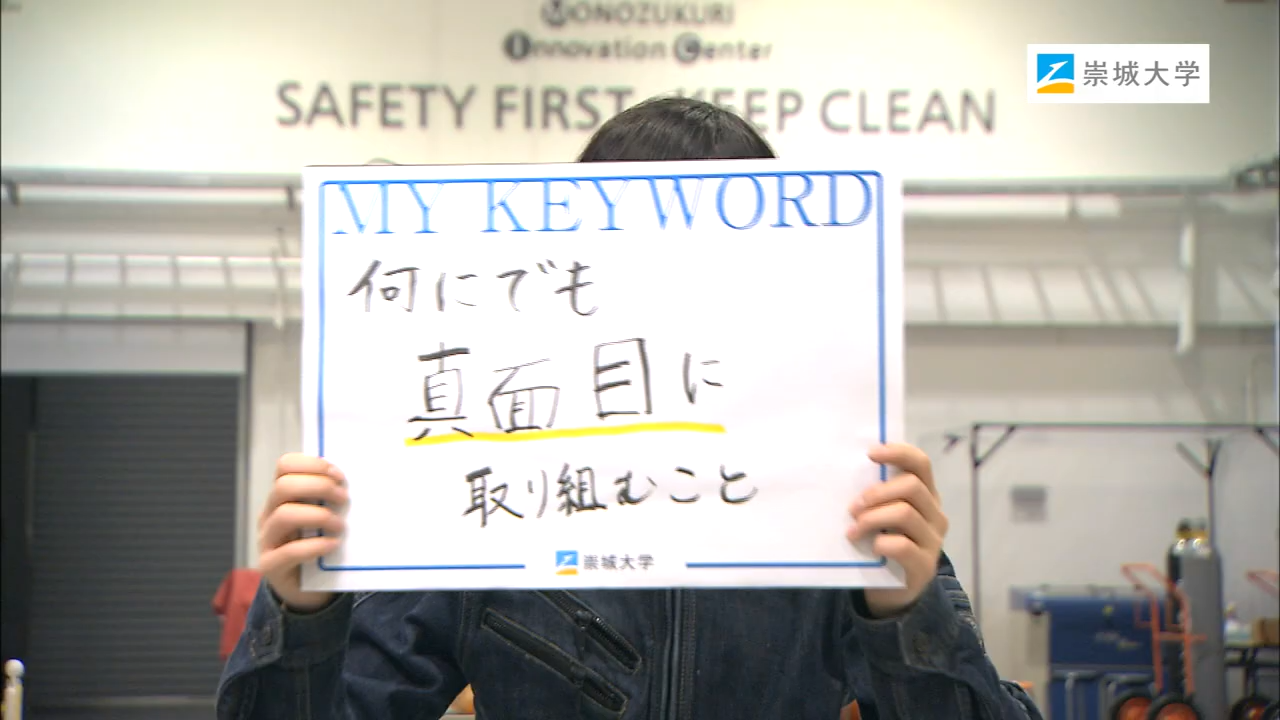 MONOZUKURI
Innovation Center
SAFETY FIRST KEEP CLEAN
崇城大学
MY KEYWORD
何にでも
真面目に
取り組むこと
崇城大学